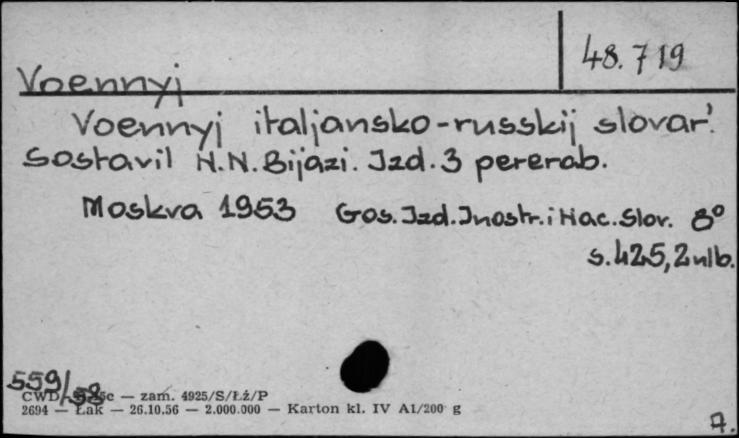 48.719
Voennyj
Voennyj italjansko-russkij slovar'.
Sostavil N.N. Bijazi. Izd. 3 pererab.
Moskva 1953 Gos. Izd. Inostr. i Nac. Slov. 8°
s. 425, 2 nlb.
559/58
CWD — zam. 4925/S/Łź/P
2694 — Łak — 26.10.56 — 2.000.000 — Karton kl. IV A1/200 g
A.